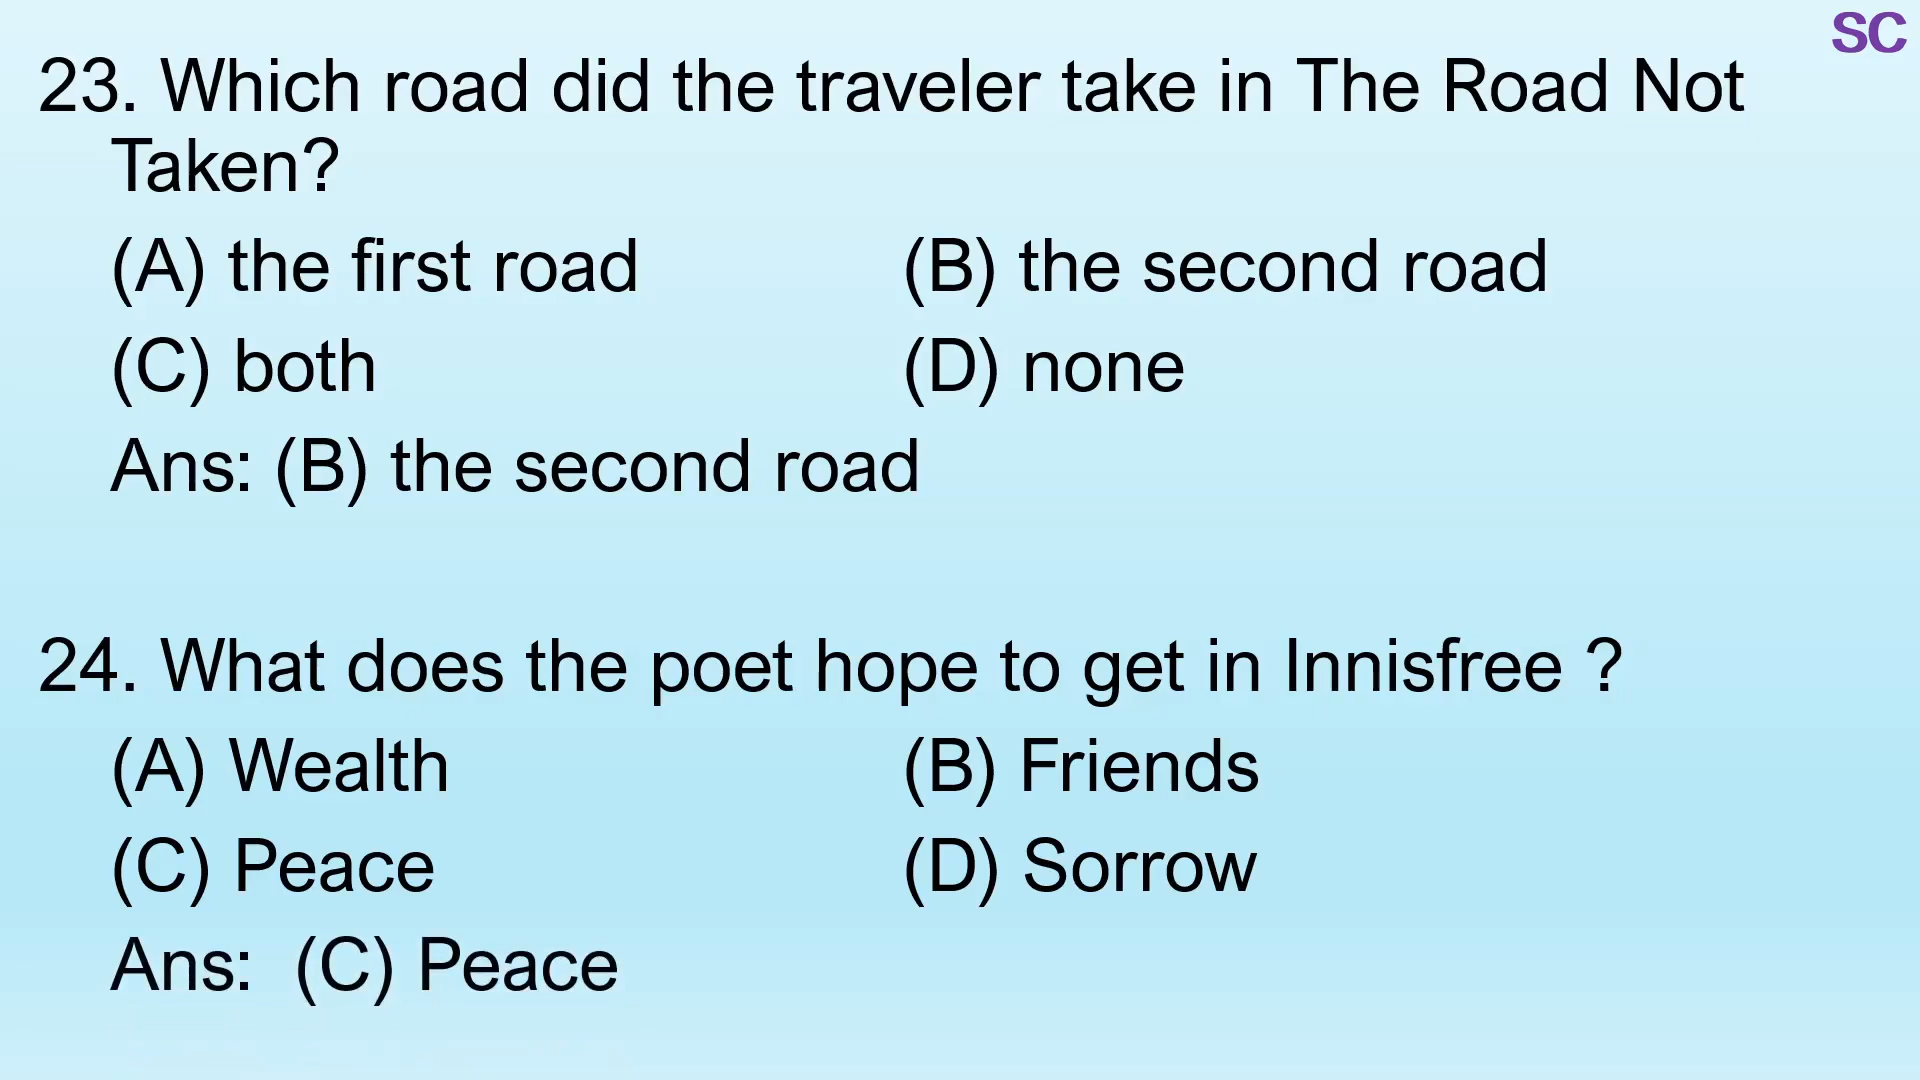 SC
23. Which road did the traveler take in The Road Not
Taken?
(A) the first road (B) the second road
(C) both (D) none
Ans: (B) the second road
24. What does the poet hope to get in Innisfree ?
(A) Wealth (B) Friends
(C) Peace (D) Sorrow
Ans: (C) Peace